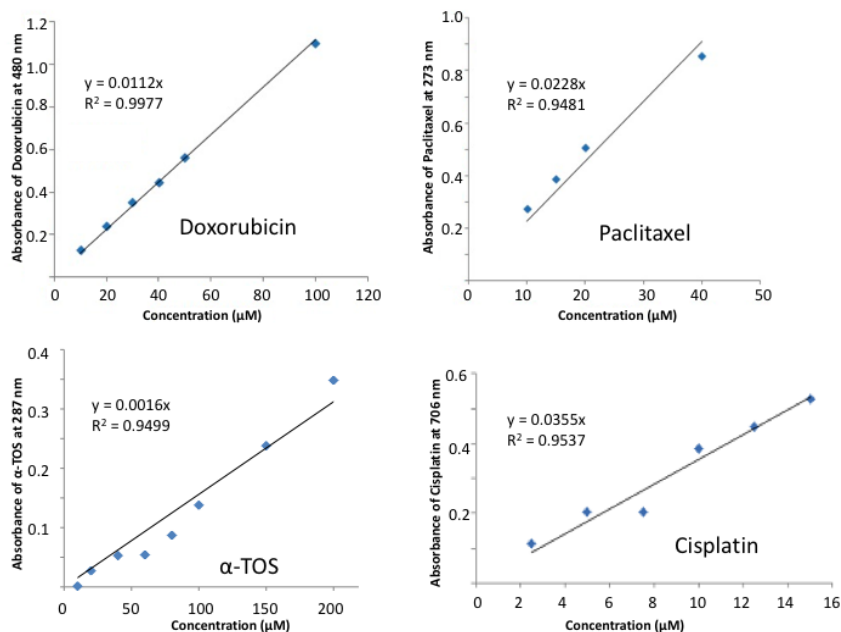 Absorbance of Doxorubicin at 480 nm
1.2
1.0
0.8
0.6
0.4
0.2
y = 0.0112x
R² = 0.9977
Doxorubicin
0 20 40 60 80 100 120
Concentration (µM)
Absorbance of Paclitaxel at 273 nm
1.0
0.8
0.6
0.4
0.2
0
y = 0.0228x
R² = 0.9481
Paclitaxel
10 20 30 40 50
Concentration (µM)
Absorbance of α-TOS at 287 nm
0.4
0.3
0.2
0.1
y = 0.0016x
R² = 0.9499
α-TOS
0 50 100 150 200
Concentration (µM)
Absorbance of Cisplatin at 706 nm
0.6
0.4
0.2
y = 0.0355x
R² = 0.9537
Cisplatin
0 2 4 6 8 10 12 14 16
Concentration (µM)